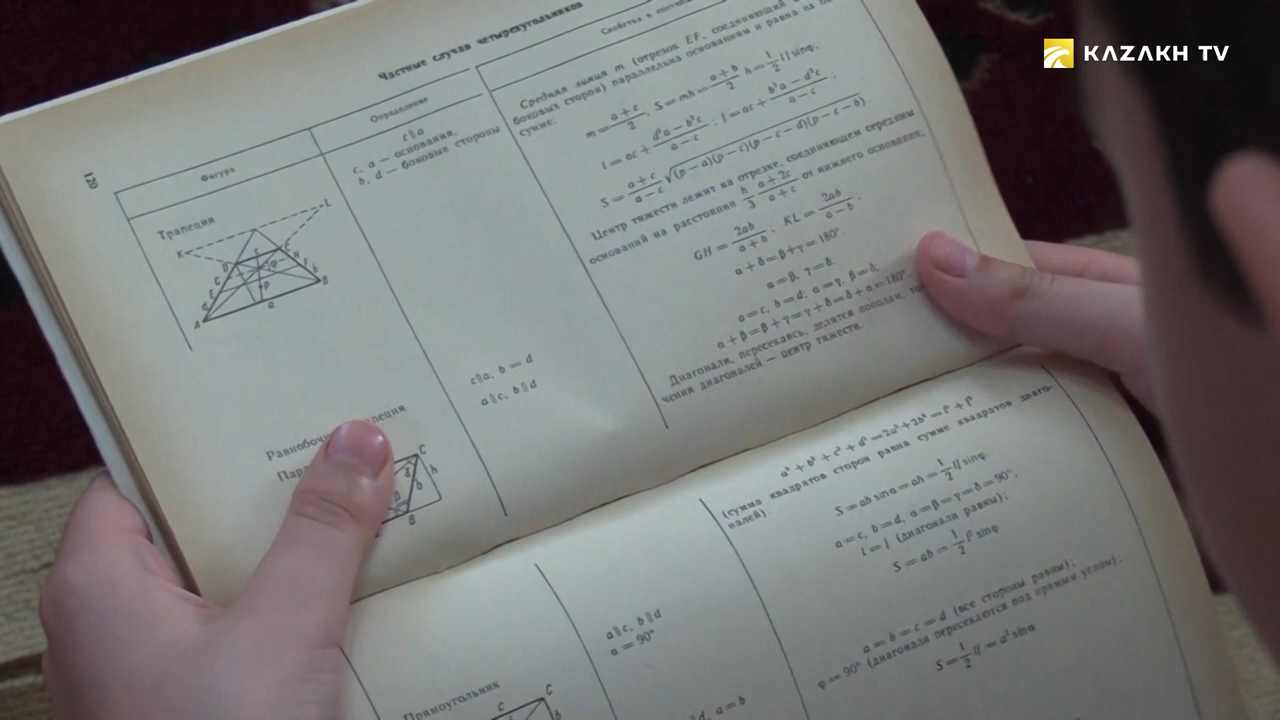 KAZAKH TV
120
Частные случаи четырехугольников
Фигура
Определение
Свойства и
Трапеция
c∥a
c, a — основания,
b, d — боковые стороны
Средняя линия m (отрезок EF, соединяющий
боковых сторон) параллельна основаниям и равна их
сумме:
m = (a+c)/2; S = mh = (a+b)/2 h = 1/2 l l sinφ;
l = ac + (d²a − b²c)/(a − c); l = ac + (b²a − d²c)/(a − c);
S = (a+c)/(a−c) √(p−a)(p−c)(p−c−d)(p−c−b).
Центр тяжести лежит на отрезке, соединяющем середины
оснований на расстоянии h/3 (a+2c)/(a+c) от нижнего основания;
GH = 2ab/(a+b); KL = 2ab/(a−b);
α + δ = β + γ = 180°
K L D C G H E F P d b c a A B
Равнобочная трапеция
c∥a, b = d
α = β, γ = δ.
a∥c, b∥d
a = c, b = d; α = γ, β = δ;
α + β = β + γ = γ + δ = δ + α = 180°
Диагонали, пересекаясь, делятся пополам;
чения диагоналей — центр тяжести.
C h b B
a² + b² + c² + d² = 2a² + 2b² = l² + l²
(сумма квадратов сторон равна сумме квадратов диаго-
налей)
S = ab sinα = ah = 1/2 l l sinφ
Прямоугольник
a∥c, b∥d
α = 90°
a = c, b = d, α = β = γ = δ = 90°;
l = l (диагонали равны);
S = ab = 1/2 l² sinφ
C c b
d, a = b
a = b = c = d (все стороны равны);
φ = 90° (диагонали пересекаются под прямым углом);
S = 1/2 l l = a² sinα